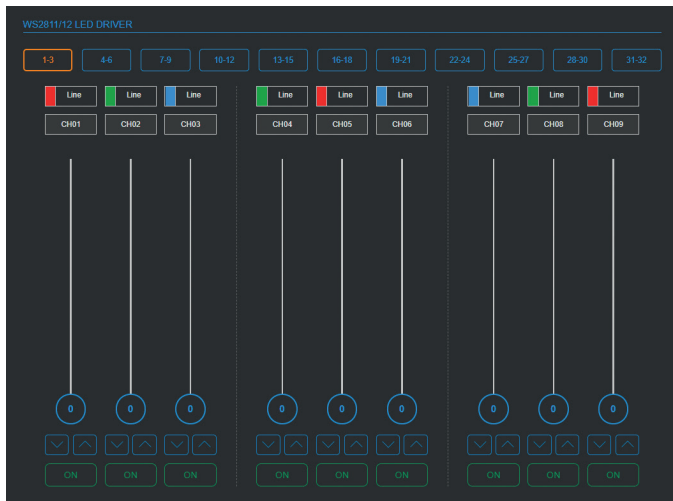 WS2811/12 LED DRIVER
1-3 4-6 7-9 10-12 13-15 16-18 19-21 22-24 25-27 28-30 31-32
Line Line Line Line Line Line Line Line Line
CH01 CH02 CH03 CH04 CH05 CH06 CH07 CH08 CH09
0 0 0 0 0 0 0 0 0
ON ON ON ON ON ON ON ON ON